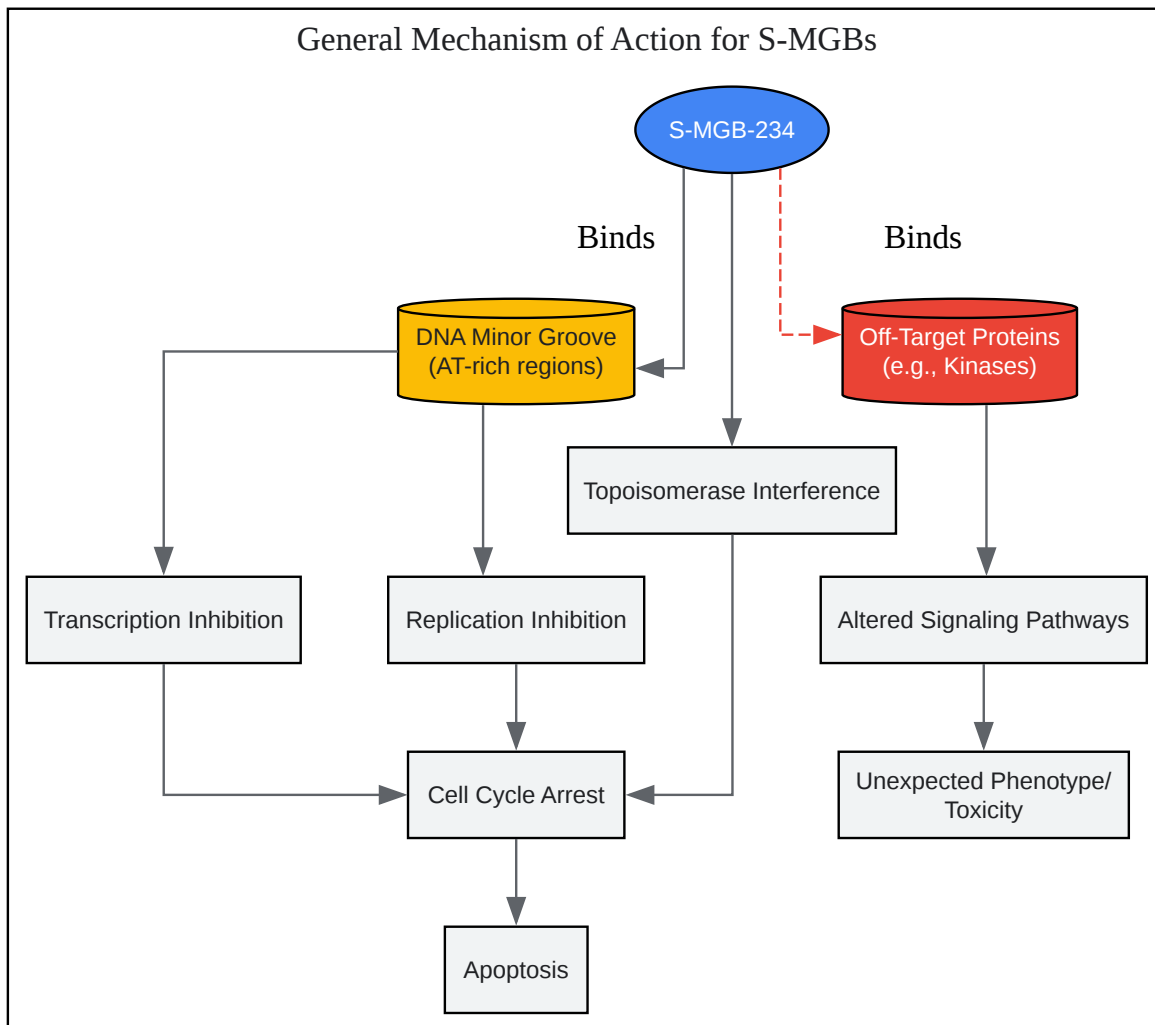 General Mechanism of Action for S-MGBs
S-MGB-234
Binds
Binds
DNA Minor Groove
(AT-rich regions)
Off-Target Proteins
(e.g., Kinases)
Topoisomerase Interference
Transcription Inhibition
Replication Inhibition
Altered Signaling Pathways
Cell Cycle Arrest
Unexpected Phenotype/
Toxicity
Apoptosis